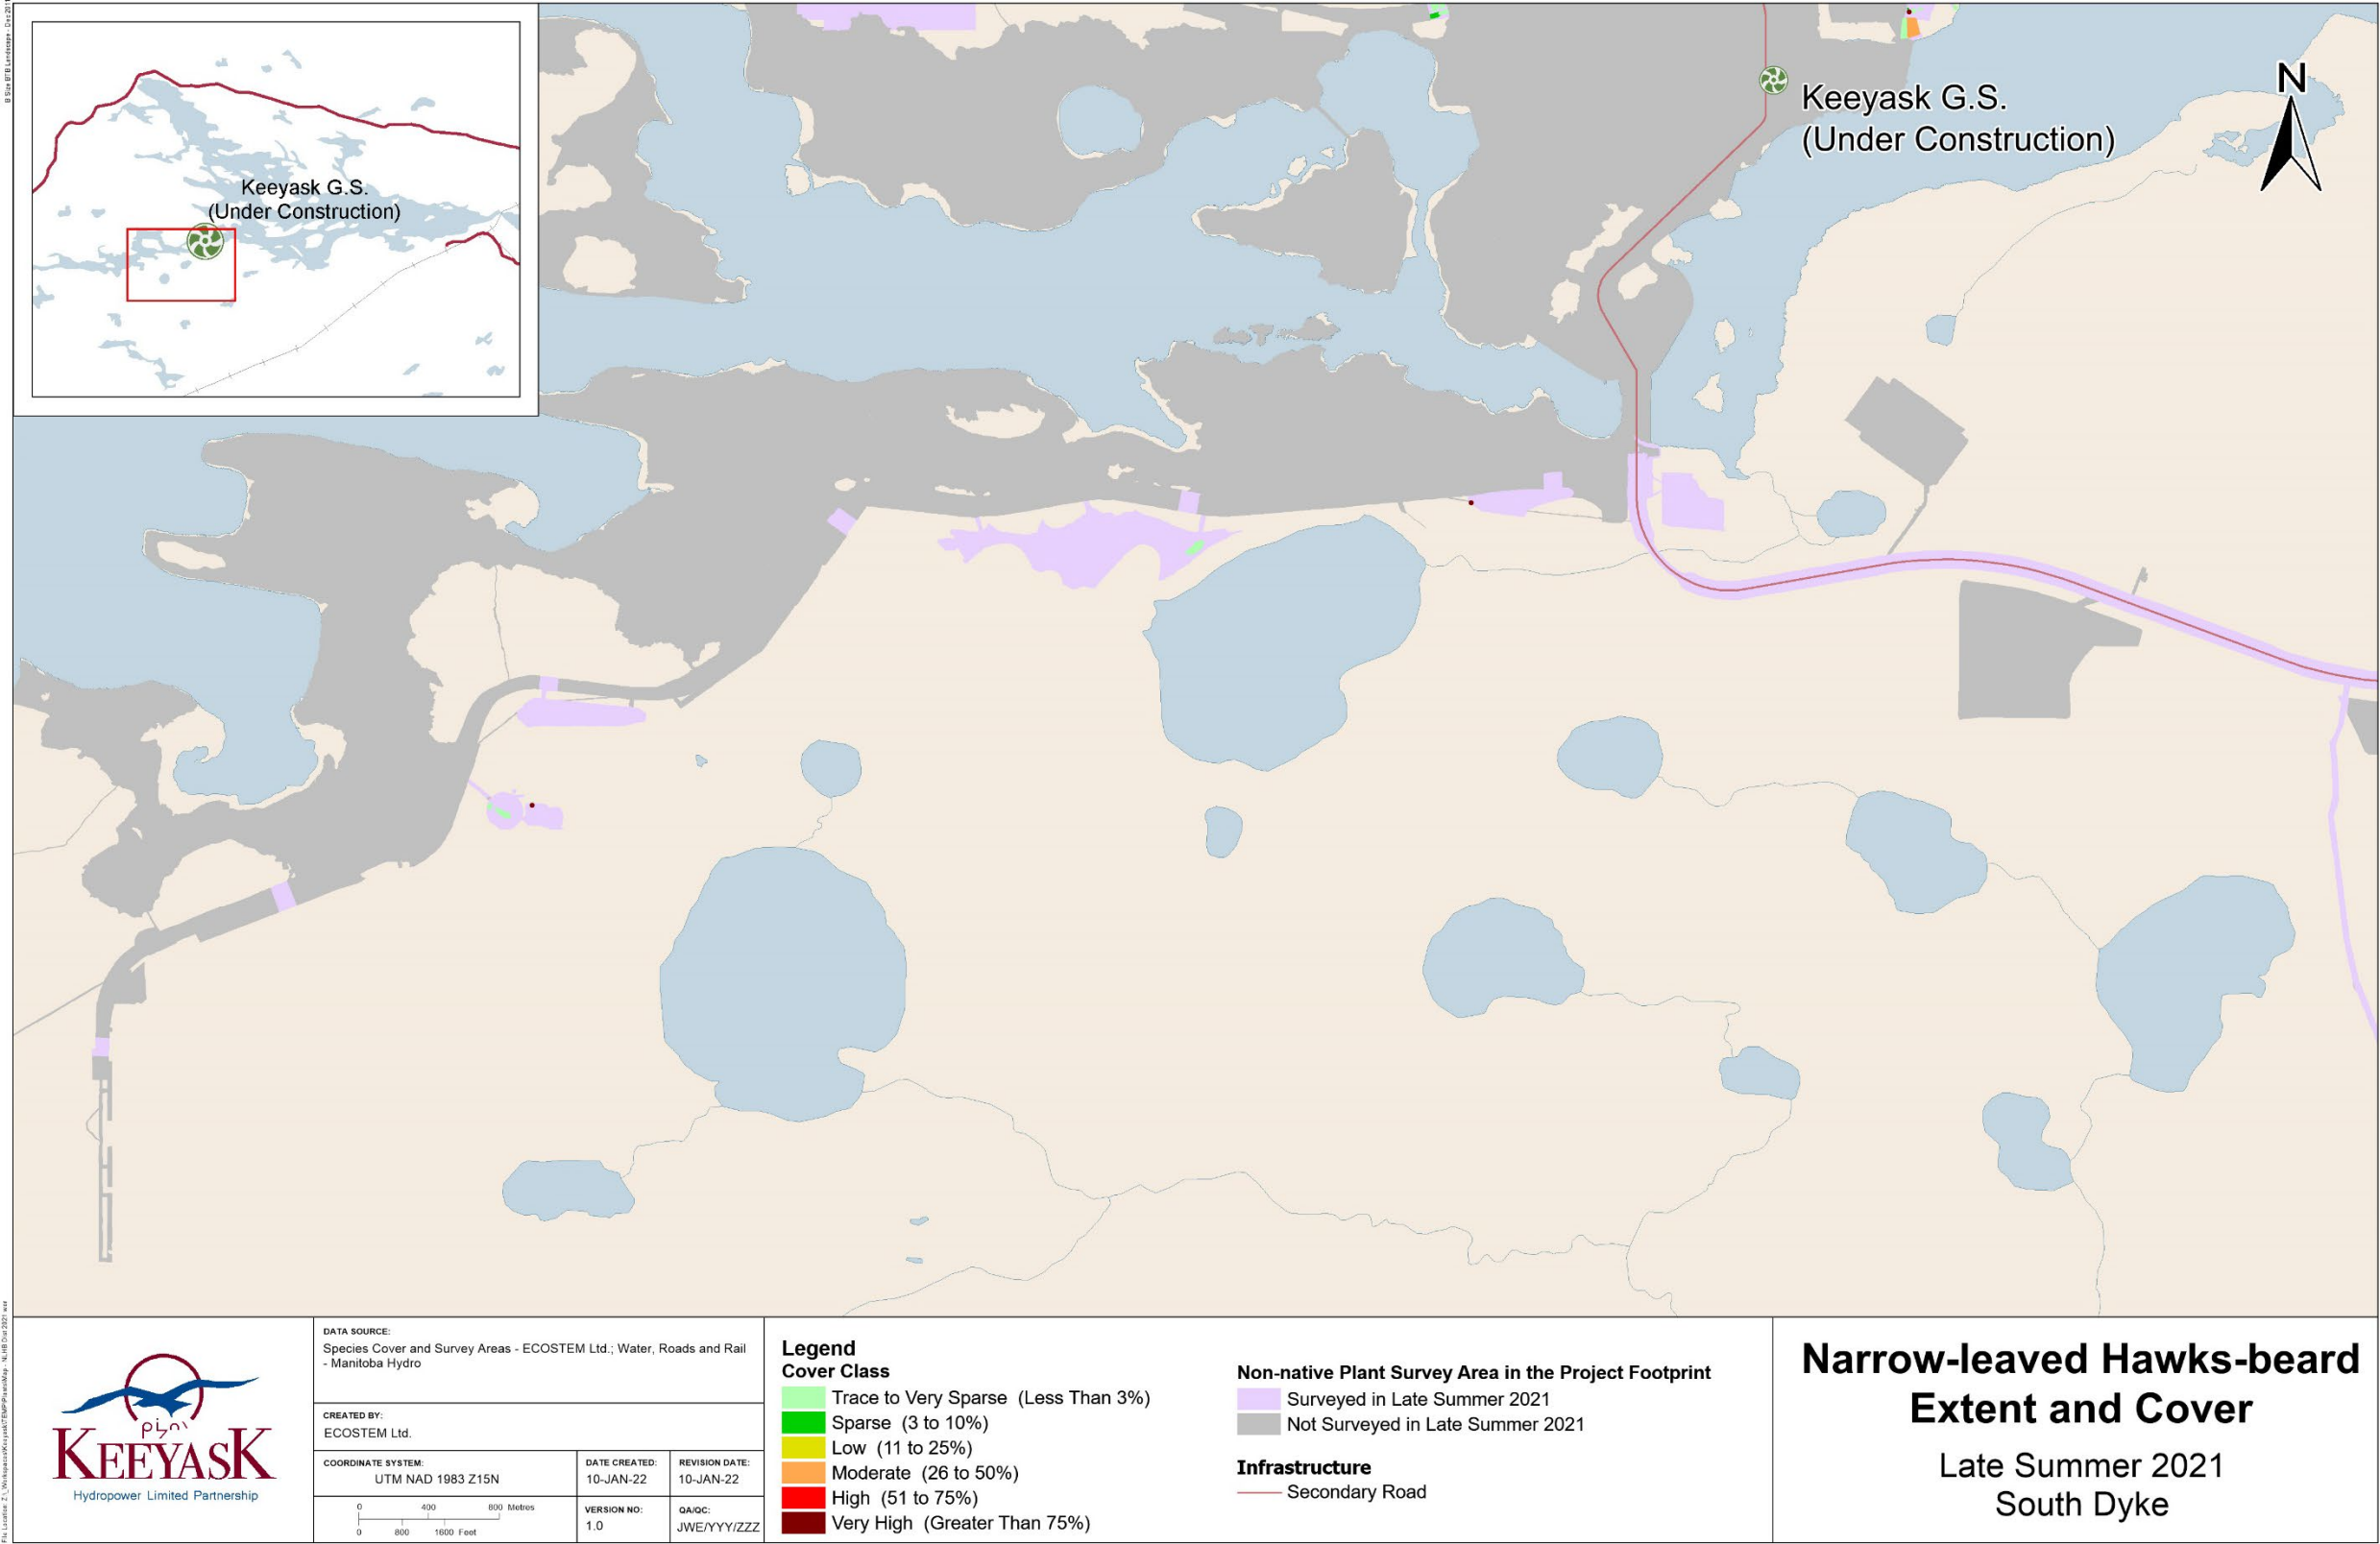 Keeyask G.S.
(Under Construction)
Keeyask G.S.
(Under Construction)
N
DATA SOURCE:
Species Cover and Survey Areas - ECOSTEM Ltd.; Water, Roads and Rail
- Manitoba Hydro
CREATED BY:
ECOSTEM Ltd.
COORDINATE SYSTEM:
UTM NAD 1983 Z15N
DATE CREATED:
10-JAN-22
REVISION DATE:
10-JAN-22
0 400 800 Metres
0 800 1600 Feet
VERSION NO:
1.0
QA/QC:
JWE/YYY/ZZZ
KEEYASK
Hydropower Limited Partnership
Legend
Cover Class
Trace to Very Sparse (Less Than 3%)
Sparse (3 to 10%)
Low (11 to 25%)
Moderate (26 to 50%)
High (51 to 75%)
Very High (Greater Than 75%)
Non-native Plant Survey Area in the Project Footprint
Surveyed in Late Summer 2021
Not Surveyed in Late Summer 2021
Infrastructure
Secondary Road
Narrow-leaved Hawks-beard
Extent and Cover
Late Summer 2021
South Dyke